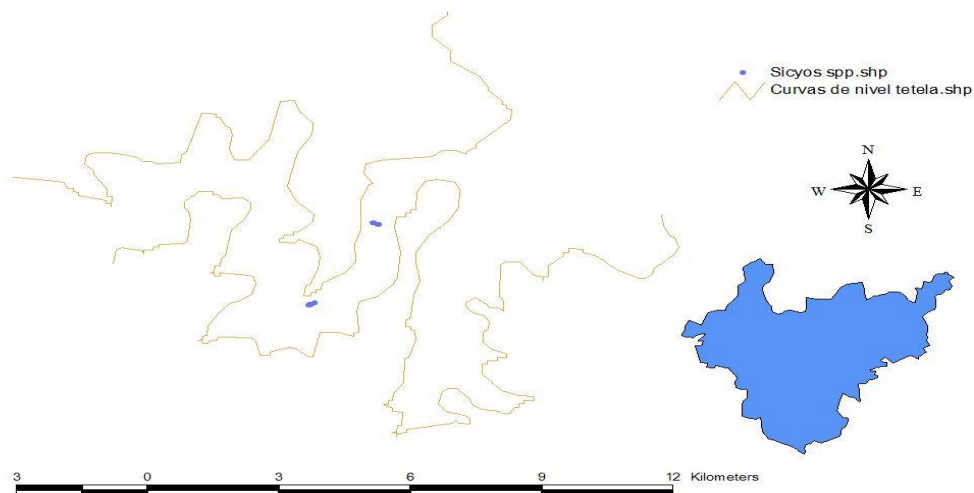 Sicyos spp.shp
Curvas de nivel tetela.shp
N
W E
S
3 0 3 6 9 12 Kilometers